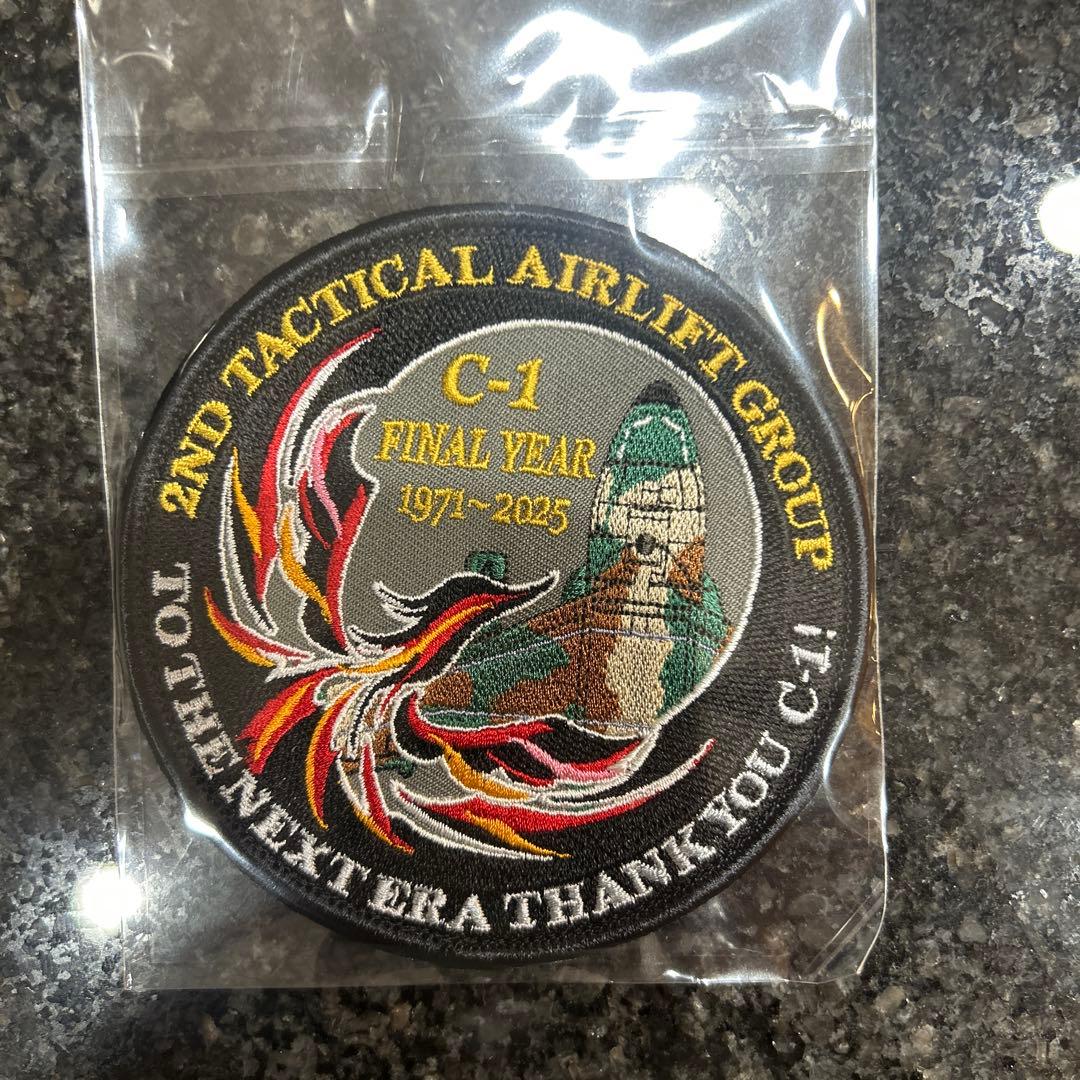 2ND TACTICAL AIRLIFT GROUP
C-1
FINAL YEAR
1971~2025
TO THE NEXT ERA THANK YOU C-1!